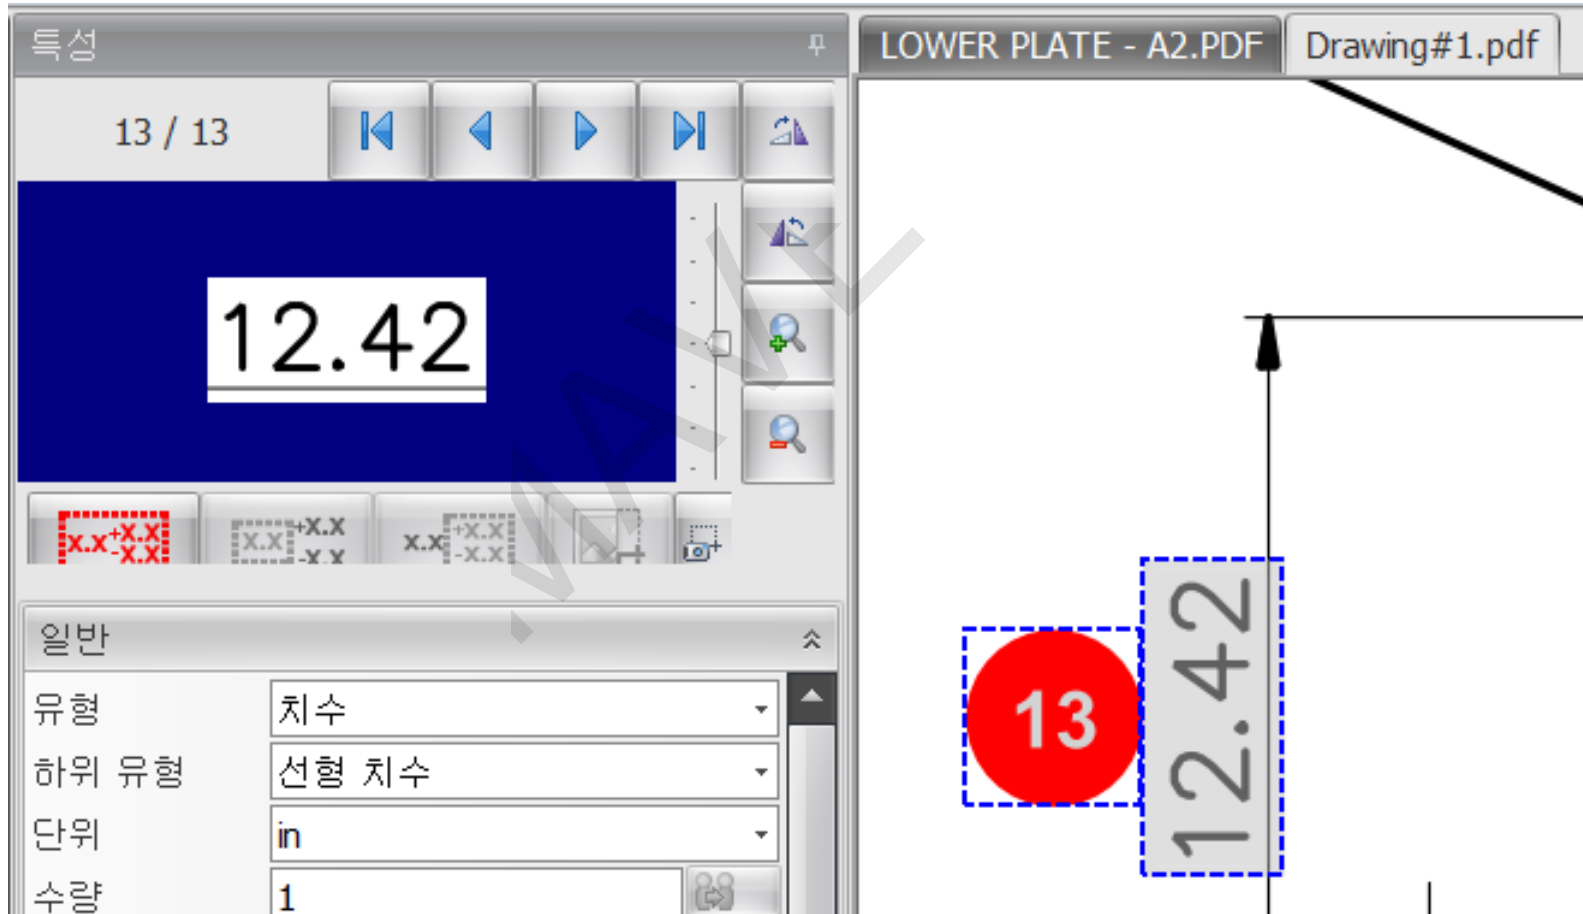 특성
LOWER PLATE - A2.PDF
Drawing#1.pdf
13 / 13
12.42
x.x +x.x -x.x
x.x +x.x -x.x
x.x +x.x -x.x
일반
유형 치수
하위 유형 선형 치수
단위 in
수량 1
13
12.42